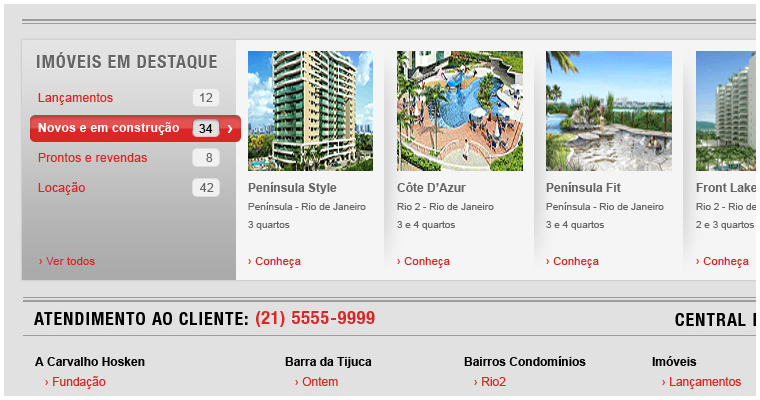 IMÓVEIS EM DESTAQUE
Lançamentos 12
Novos e em construção 34 ›
Prontos e revendas 8
Locação 42
› Ver todos
Península Style
Península - Rio de Janeiro
3 quartos
› Conheça
Côte D'Azur
Rio 2 - Rio de Janeiro
3 e 4 quartos
› Conheça
Península Fit
Península - Rio de Janeiro
3 e 4 quartos
› Conheça
Front Lake
Rio 2 - Rio de
2 e 3 quartos
› Conheça
ATENDIMENTO AO CLIENTE: (21) 5555-9999
CENTRAL
A Carvalho Hosken
› Fundação
Barra da Tijuca
› Ontem
Bairros Condomínios
› Rio2
Imóveis
› Lançamentos